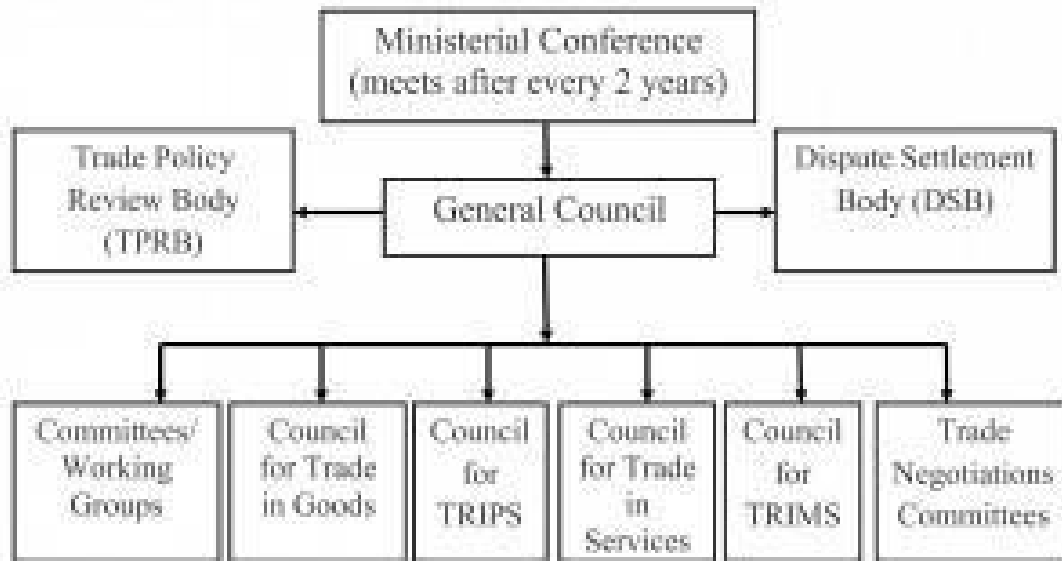 Ministerial Conference
(meets after every 2 years)
Trade Policy
Review Body
(TPRB)
General Council
Dispute Settlement
Body (DSB)
Committees/
Working
Groups
Council
for Trade
in Goods
Council
for
TRIPS
Council
for Trade
in
Services
Council
for
TRIMS
Trade
Negotiations
Committees